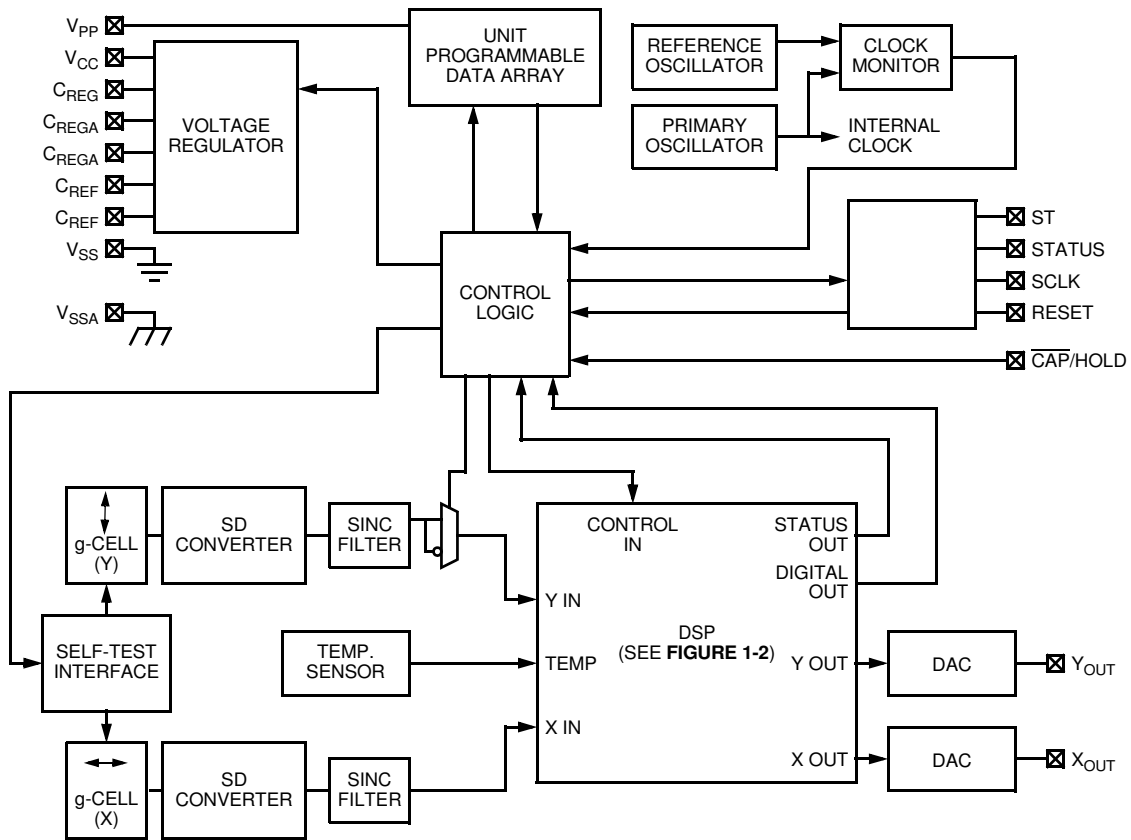 VPP
VCC
CREG
CREGA
CREGA
CREF
CREF
VSS
VSSA
VOLTAGE
REGULATOR
UNIT
PROGRAMMABLE
DATA ARRAY
REFERENCE
OSCILLATOR
CLOCK
MONITOR
PRIMARY
OSCILLATOR
INTERNAL
CLOCK
CONTROL
LOGIC
ST
STATUS
SCLK
RESET
CAP/HOLD
g-CELL
(Y)
SD
CONVERTER
SINC
FILTER
CONTROL
IN
STATUS
OUT
DIGITAL
OUT
Y IN
DSP
(SEE FIGURE 1-2)
SELF-TEST
INTERFACE
TEMP.
SENSOR
TEMP
Y OUT
DAC
YOUT
X IN
g-CELL
(X)
SD
CONVERTER
SINC
FILTER
X OUT
DAC
XOUT